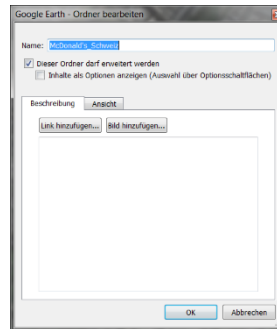 Google Earth - Ordner bearbeiten
Name: McDonald's_Schweiz
Dieser Ordner darf erweitert werden
Inhalte als Optionen anzeigen (Auswahl über Optionsschaltflächen)
Beschreibung Ansicht
Link hinzufügen... Bild hinzufügen...
OK Abbrechen